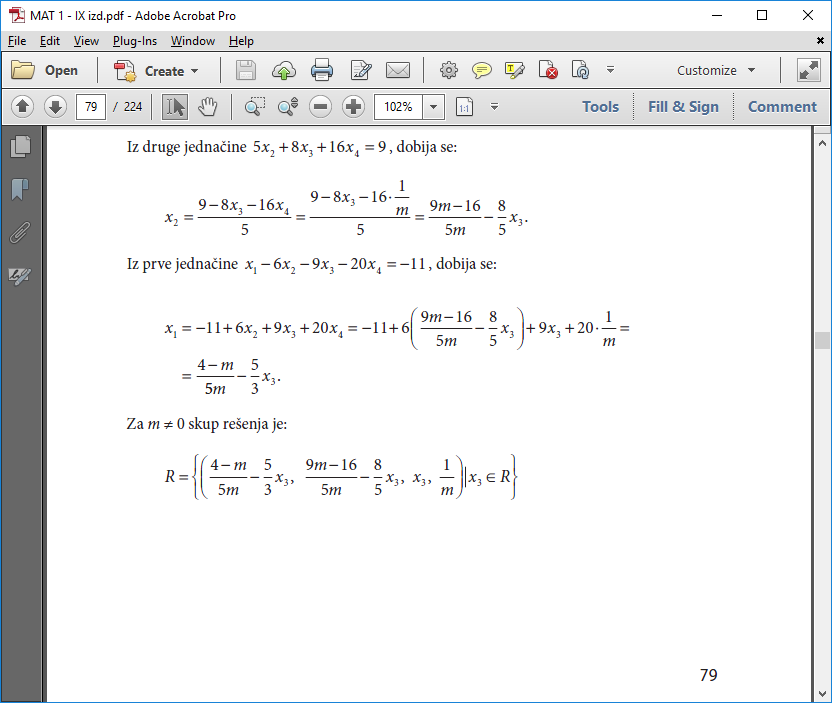 MAT 1 - IX izd.pdf - Adobe Acrobat Pro
File Edit View Plug-Ins Window Help
Open Create Customize
79 / 224 102% Tools Fill & Sign Comment
Iz druge jednačine 5x₂ + 8x₃ + 16x₄ = 9, dobija se:
x₂ = (9 − 8x₃ − 16x₄)/5 = (9 − 8x₃ − 16·1/m)/5 = (9m − 16)/5m − 8/5 x₃.
Iz prve jednačine x₁ − 6x₂ − 9x₃ − 20x₄ = −11, dobija se:
x₁ = −11 + 6x₂ + 9x₃ + 20x₄ = −11 + 6((9m − 16)/5m − 8/5 x₃) + 9x₃ + 20·1/m =
= (4 − m)/5m − 5/3 x₃.
Za m ≠ 0 skup rešenja je:
R = {((4 − m)/5m − 5/3 x₃, (9m − 16)/5m − 8/5 x₃, x₃, 1/m)|x₃ ∈ R}
79